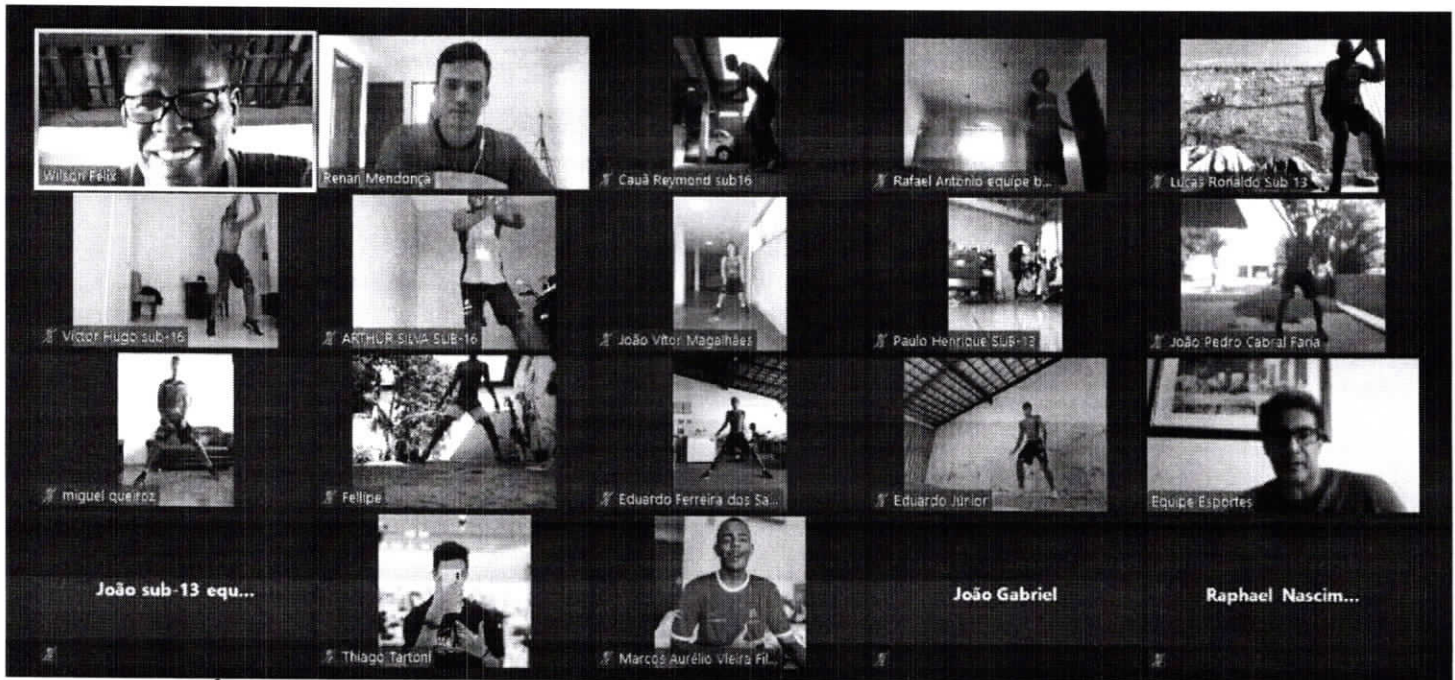 Wilson Félix
Renan Mendonça
Cauã Reymond sub16
Rafael Antonio equipe b...
Lucas Ronaldo Sub 13
Victor Hugo sub-16
ARTHUR SILVA SUB-16
João Vitor Magalhães
Paulo Henrique SUB-13
João Pedro Cabral Faria
miguel queiroz
Fellipe
Eduardo Ferreira dos Sa...
Eduardo Júnior
Equipe Esportes
João sub-13 equ...
Thiago Tartoni
Marcos Aurélio Vieira Fil...
João Gabriel
Raphael Nascim...